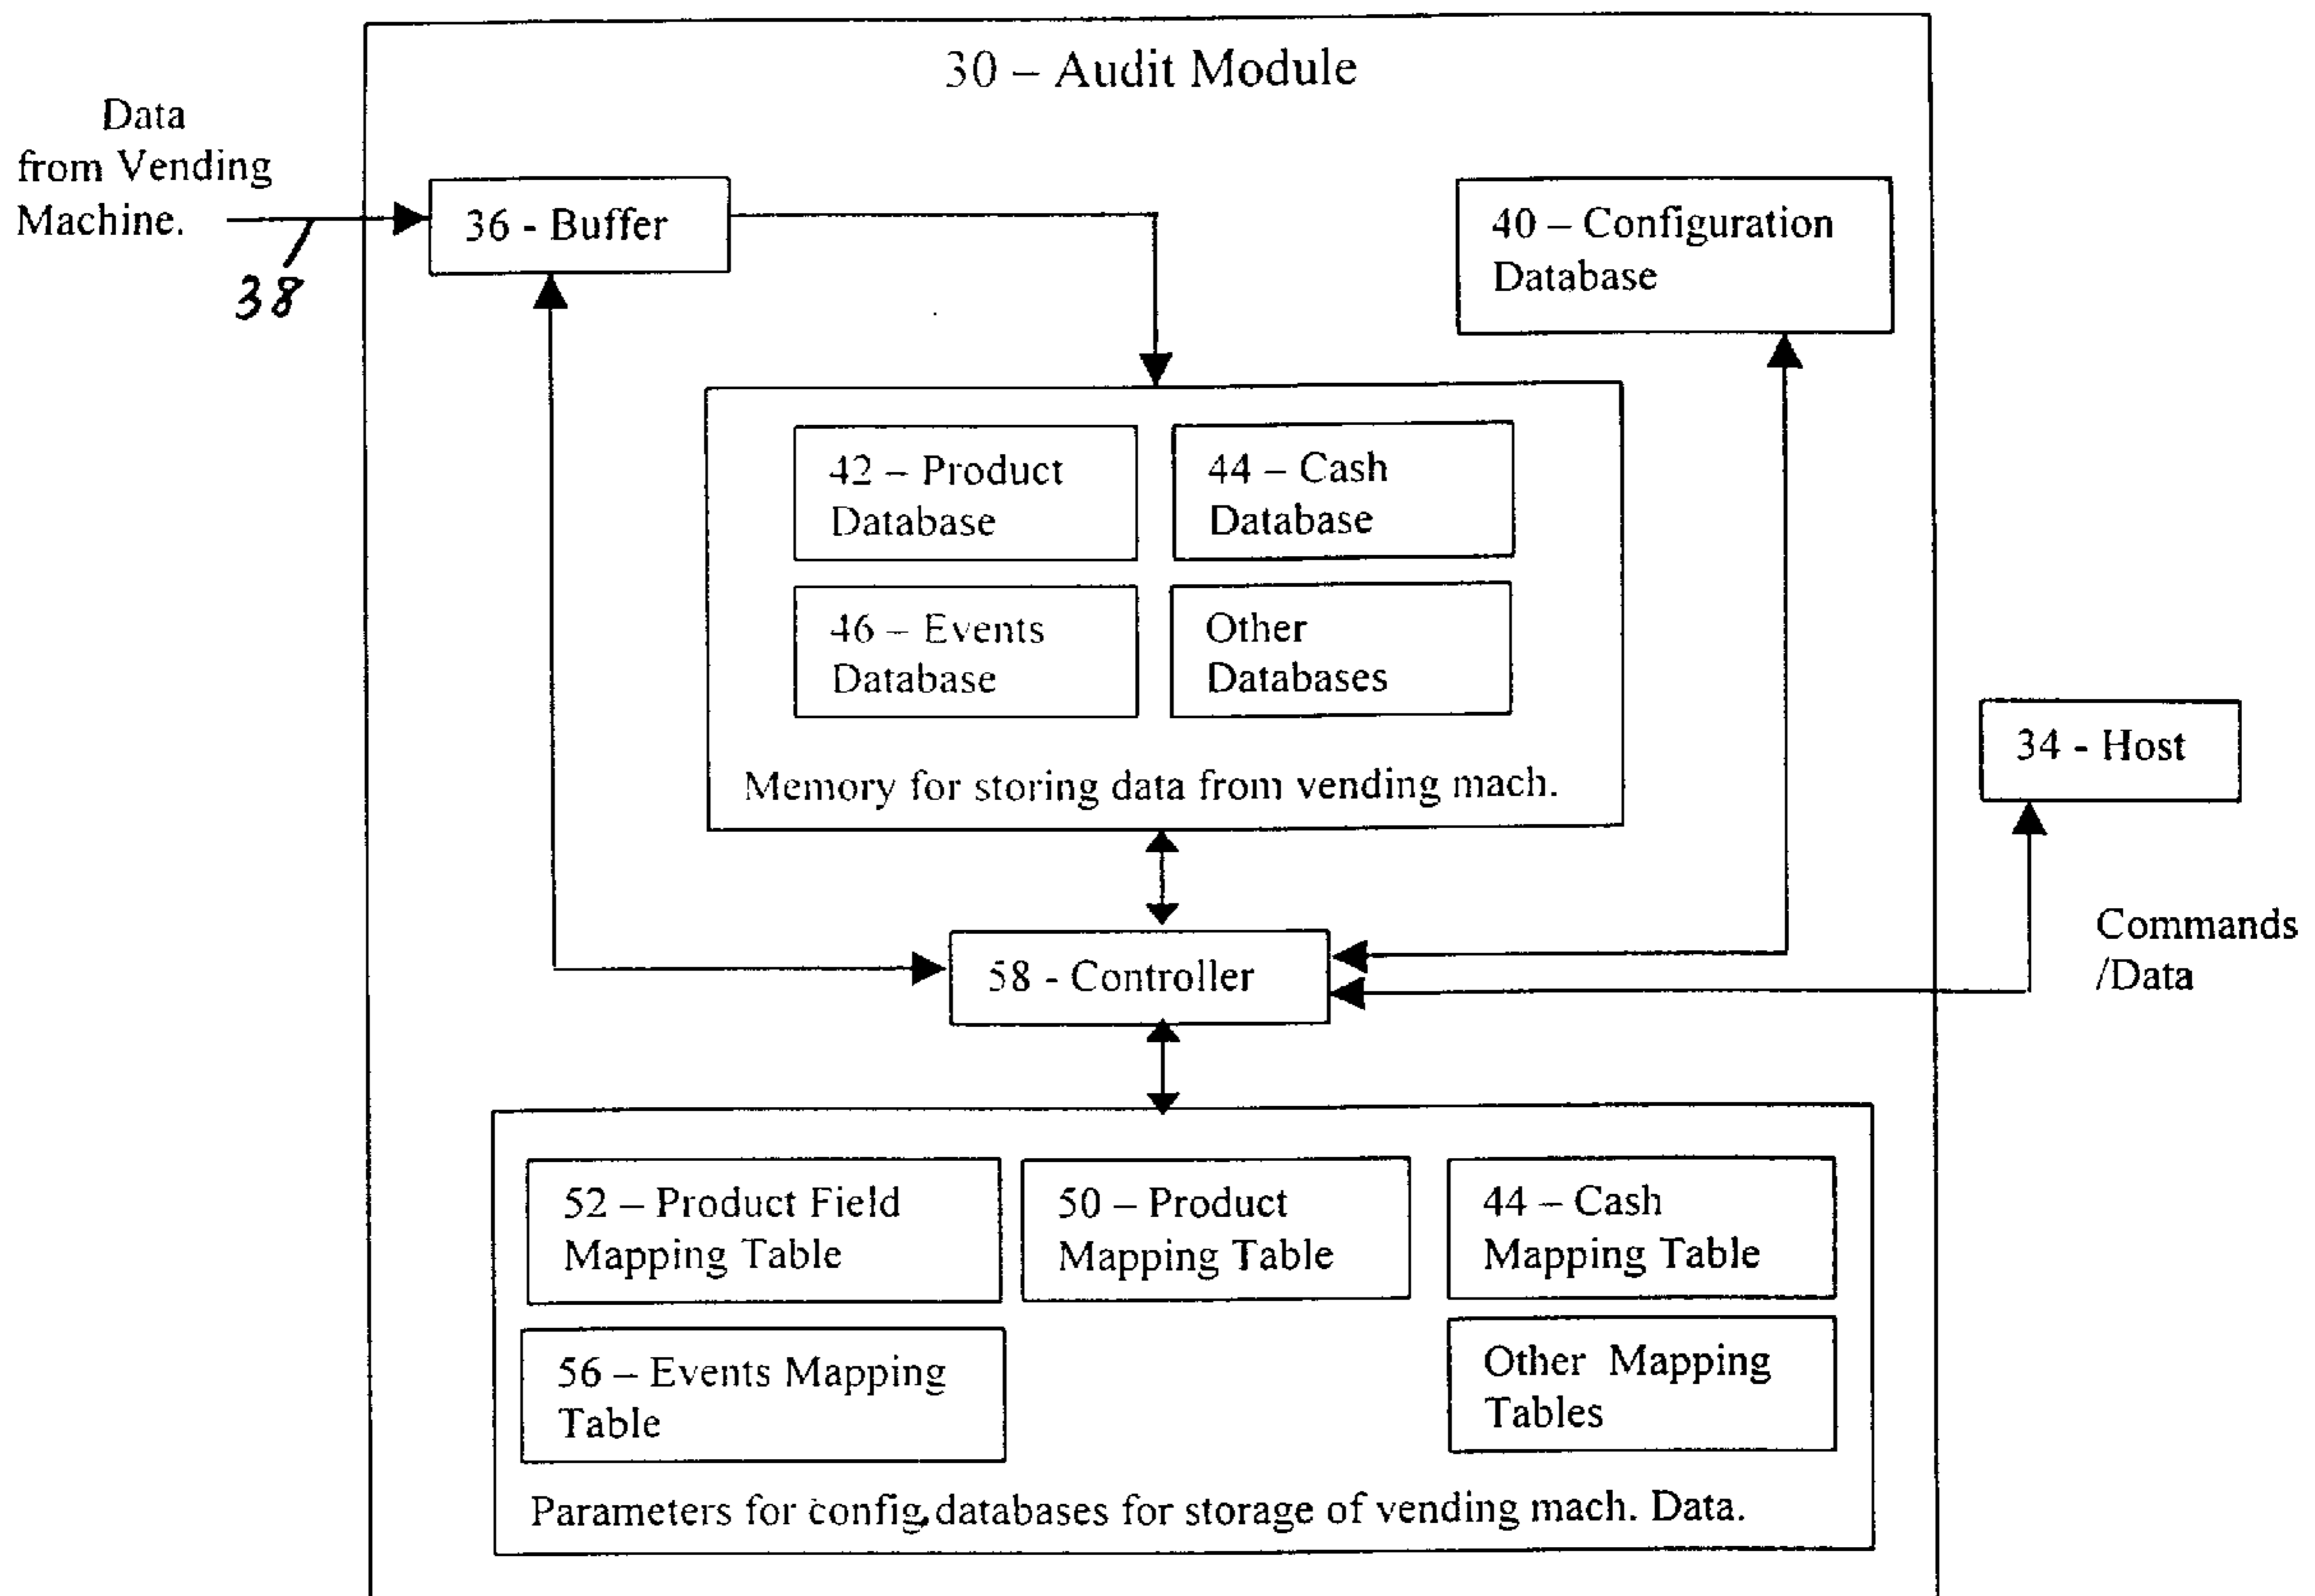 30 – Audit Module
Data
from Vending
Machine.
38
36 - Buffer
40 – Configuration
Database
42 – Product
Database
44 – Cash
Database
46 – Events
Database
Other
Databases
Memory for storing data from vending mach.
34 - Host
Commands
/Data
58 - Controller
52 – Product Field
Mapping Table
50 – Product
Mapping Table
44 – Cash
Mapping Table
56 – Events Mapping
Table
Other Mapping
Tables
Parameters for config. databases for storage of vending mach. Data.